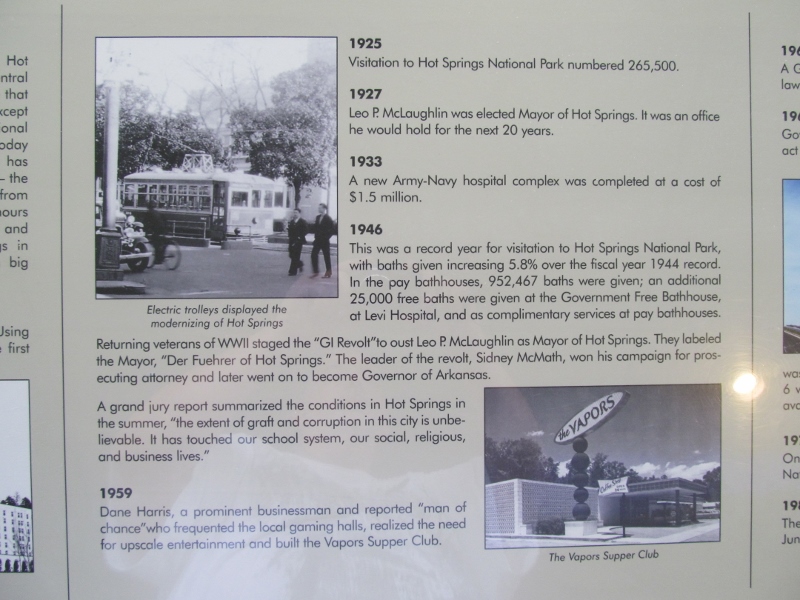 Hot
ntral
that
xcept
ional
oday
has
– the
from
hours
and
gs in
big
Using
e first
Electric trolleys displayed the
modernizing of Hot Springs
1925
Visitation to Hot Springs National Park numbered 265,500.
1927
Leo P. McLaughlin was elected Mayor of Hot Springs. It was an office
he would hold for the next 20 years.
1933
A new Army-Navy hospital complex was completed at a cost of
$1.5 million.
1946
This was a record year for visitation to Hot Springs National Park,
with baths given increasing 5.8% over the fiscal year 1944 record.
In the pay bathhouses, 952,467 baths were given; an additional
25,000 free baths were given at the Government Free Bathhouse,
at Levi Hospital, and as complimentary services at pay bathhouses.
Returning veterans of WWII staged the "GI Revolt"to oust Leo P. McLaughlin as Mayor of Hot Springs. They labeled
the Mayor, "Der Fuehrer of Hot Springs." The leader of the revolt, Sidney McMath, won his campaign for pros-
ecuting attorney and later went on to become Governor of Arkansas.
A grand jury report summarized the conditions in Hot Springs in
the summer, "the extent of graft and corruption in this city is unbe-
lievable. It has touched our school system, our social, religious,
and business lives."
1959
Dane Harris, a prominent businessman and reported "man of
chance"who frequented the local gaming halls, realized the need
for upscale entertainment and built the Vapors Supper Club.
the VAPORS
The Vapors Supper Club
196
A G
law
196
Gov
act
was
6 w
ava
197
On
Na
198
The
Jun